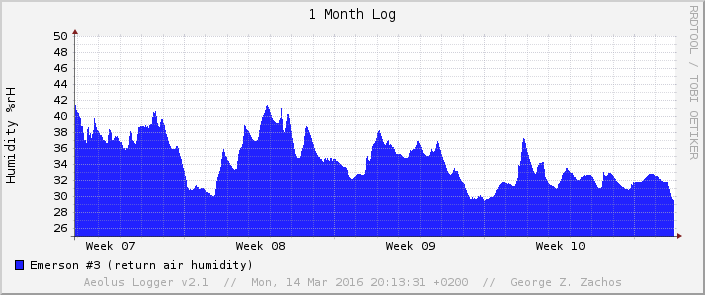 1 Month Log
RRDTOOL / TOBI OETIKER
Humidity %rH
50
48
46
44
42
40
38
36
34
32
30
28
26
Week 07 Week 08 Week 09 Week 10
Emerson #3 (return air humidity)
Aeolus Logger v2.1 // Mon, 14 Mar 2016 20:13:31 +0200 // George Z. Zachos